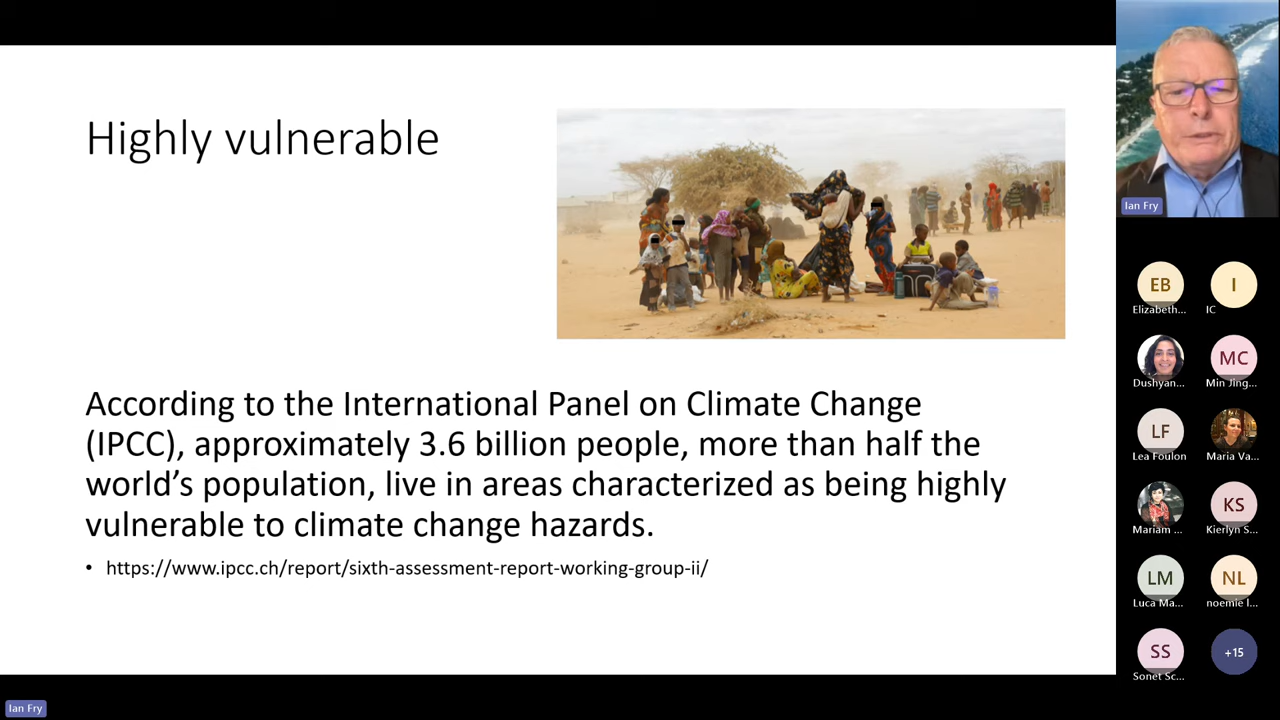 Highly vulnerable
According to the International Panel on Climate Change
(IPCC), approximately 3.6 billion people, more than half the
world’s population, live in areas characterized as being highly
vulnerable to climate change hazards.
• https://www.ipcc.ch/report/sixth-assessment-report-working-group-ii/
Ian Fry
EB
Elizabeth...
I
IC
Dushyan...
MC
Min Jing...
LF
Lea Foulon
Maria Va...
Mariam ...
KS
Kierlyn S...
LM
Luca Ma...
NL
noemie l...
SS
Sonet Sc...
+15
Ian Fry